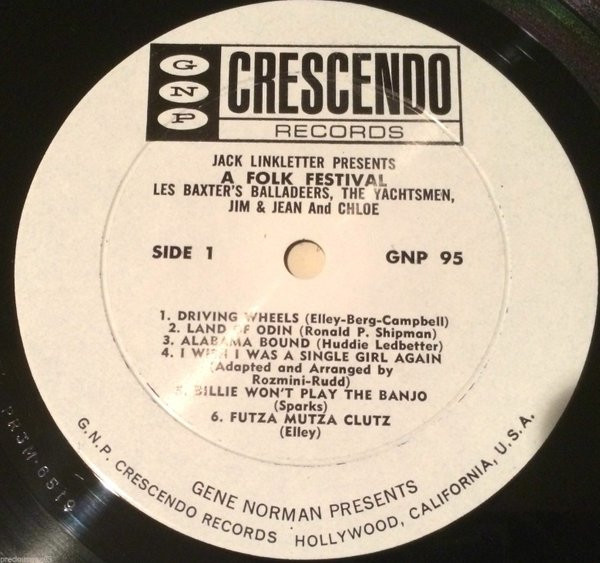 GNP
CRESCENDO
RECORDS
JACK LINKLETTER PRESENTS
A FOLK FESTIVAL
LES BAXTER'S BALLADEERS, THE YACHTSMEN,
JIM & JEAN And CHLOE
SIDE 1
GNP 95
1. DRIVING WHEELS (Elley-Berg-Campbell)
2. LAND OF ODIN (Ronald P. Shipman)
3. ALABAMA BOUND (Huddie Ledbetter)
4. I WISH I WAS A SINGLE GIRL AGAIN
(Adapted and Arranged by
Rozmini-Rudd)
5. BILLIE WON'T PLAY THE BANJO
(Sparks)
6. FUTZA MUTZA CLUTZ
(Elley)
GENE NORMAN PRESENTS
G.N.P. CRESCENDO RECORDS HOLLYWOOD, CALIFORNIA, U.S.A.